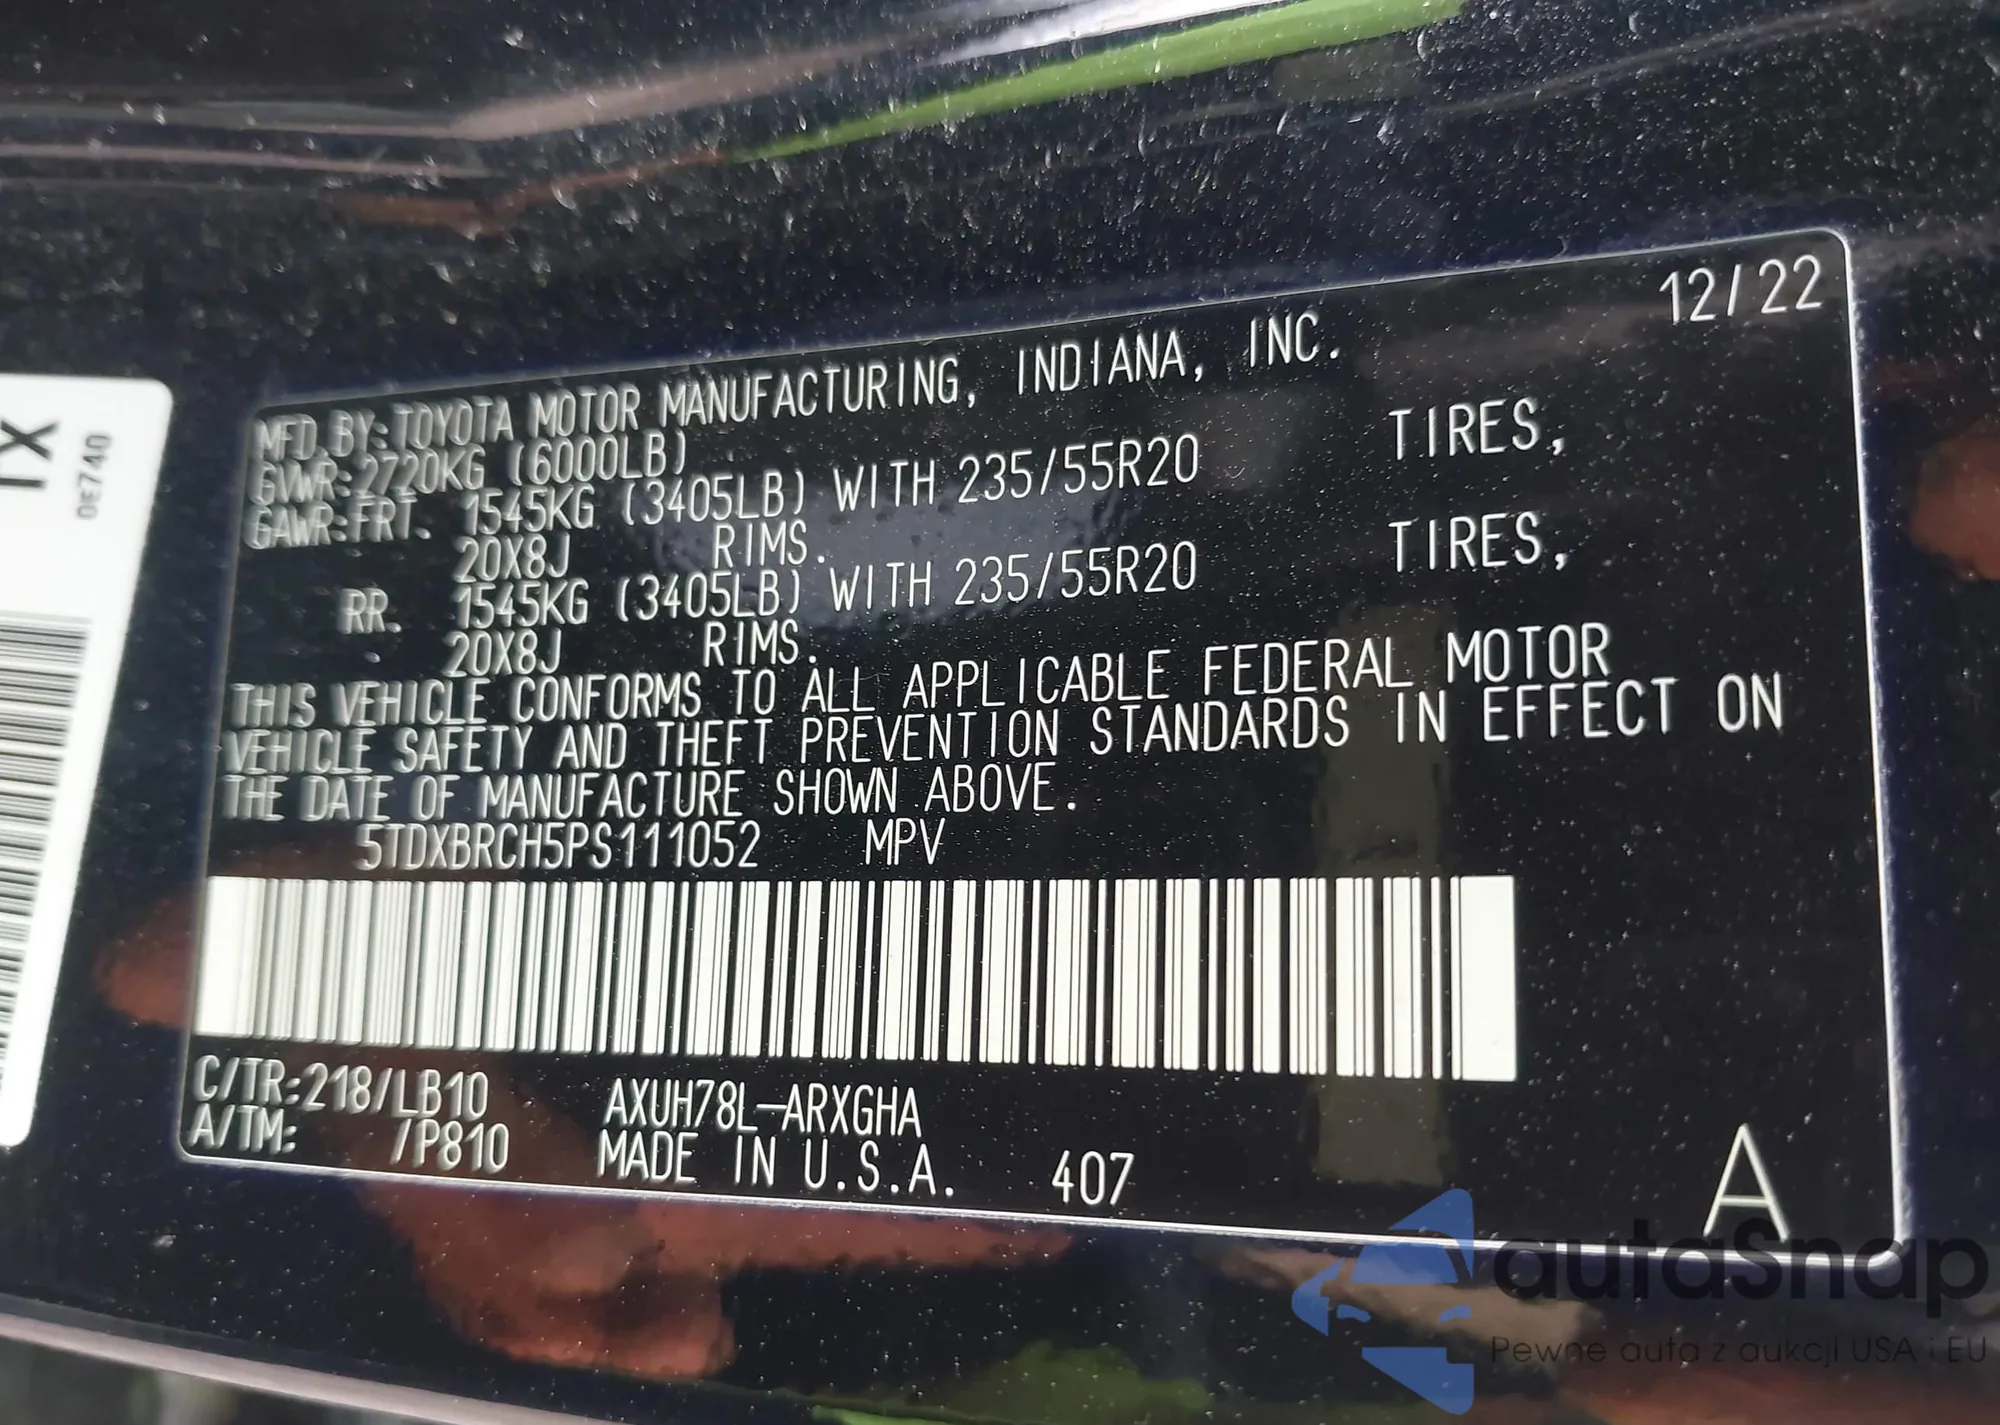 12/22
MFD.BY:TOYOTA MOTOR MANUFACTURING, INDIANA, INC.
GVWR:2720KG (6000LB)
GAWR:FRT. 1545KG (3405LB) WITH 235/55R20 TIRES,
20X8J RIMS.
RR. 1545KG (3405LB) WITH 235/55R20 TIRES,
20X8J RIMS.
THIS VEHICLE CONFORMS TO ALL APPLICABLE FEDERAL MOTOR
VEHICLE SAFETY AND THEFT PREVENTION STANDARDS IN EFFECT ON
THE DATE OF MANUFACTURE SHOWN ABOVE.
5TDXBRCH5PS111052 MPV
C/TR:218/LB10 AXUH78L-ARXGHA
A/TM: /P810 MADE IN U.S.A. 407
A
0E740
autaSnap
Pewne auta z aukcji USA i EU